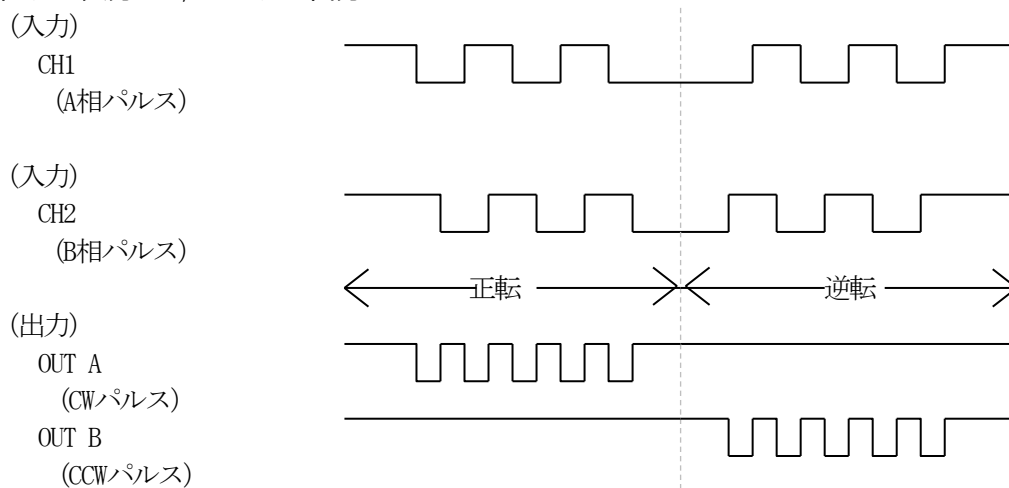 (入力)
CH1
(A相パルス)
(入力)
CH2
(B相パルス)
正転
逆転
(出力)
OUT A
(CWパルス)
OUT B
(CCWパルス)